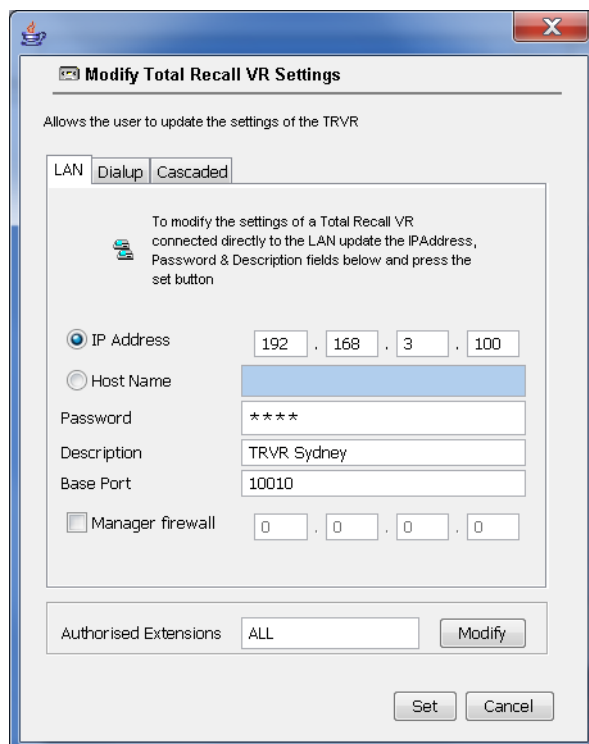 Modify Total Recall VR Settings
Allows the user to update the settings of the TRVR
LAN Dialup Cascaded
To modify the settings of a Total Recall VR
connected directly to the LAN update the IPAddress,
Password & Description fields below and press the
set button
IP Address 192 . 168 . 3 . 100
Host Name
Password ****
Description TRVR Sydney
Base Port 10010
Manager firewall 0 . 0 . 0 . 0
Authorised Extensions ALL Modify
Set Cancel